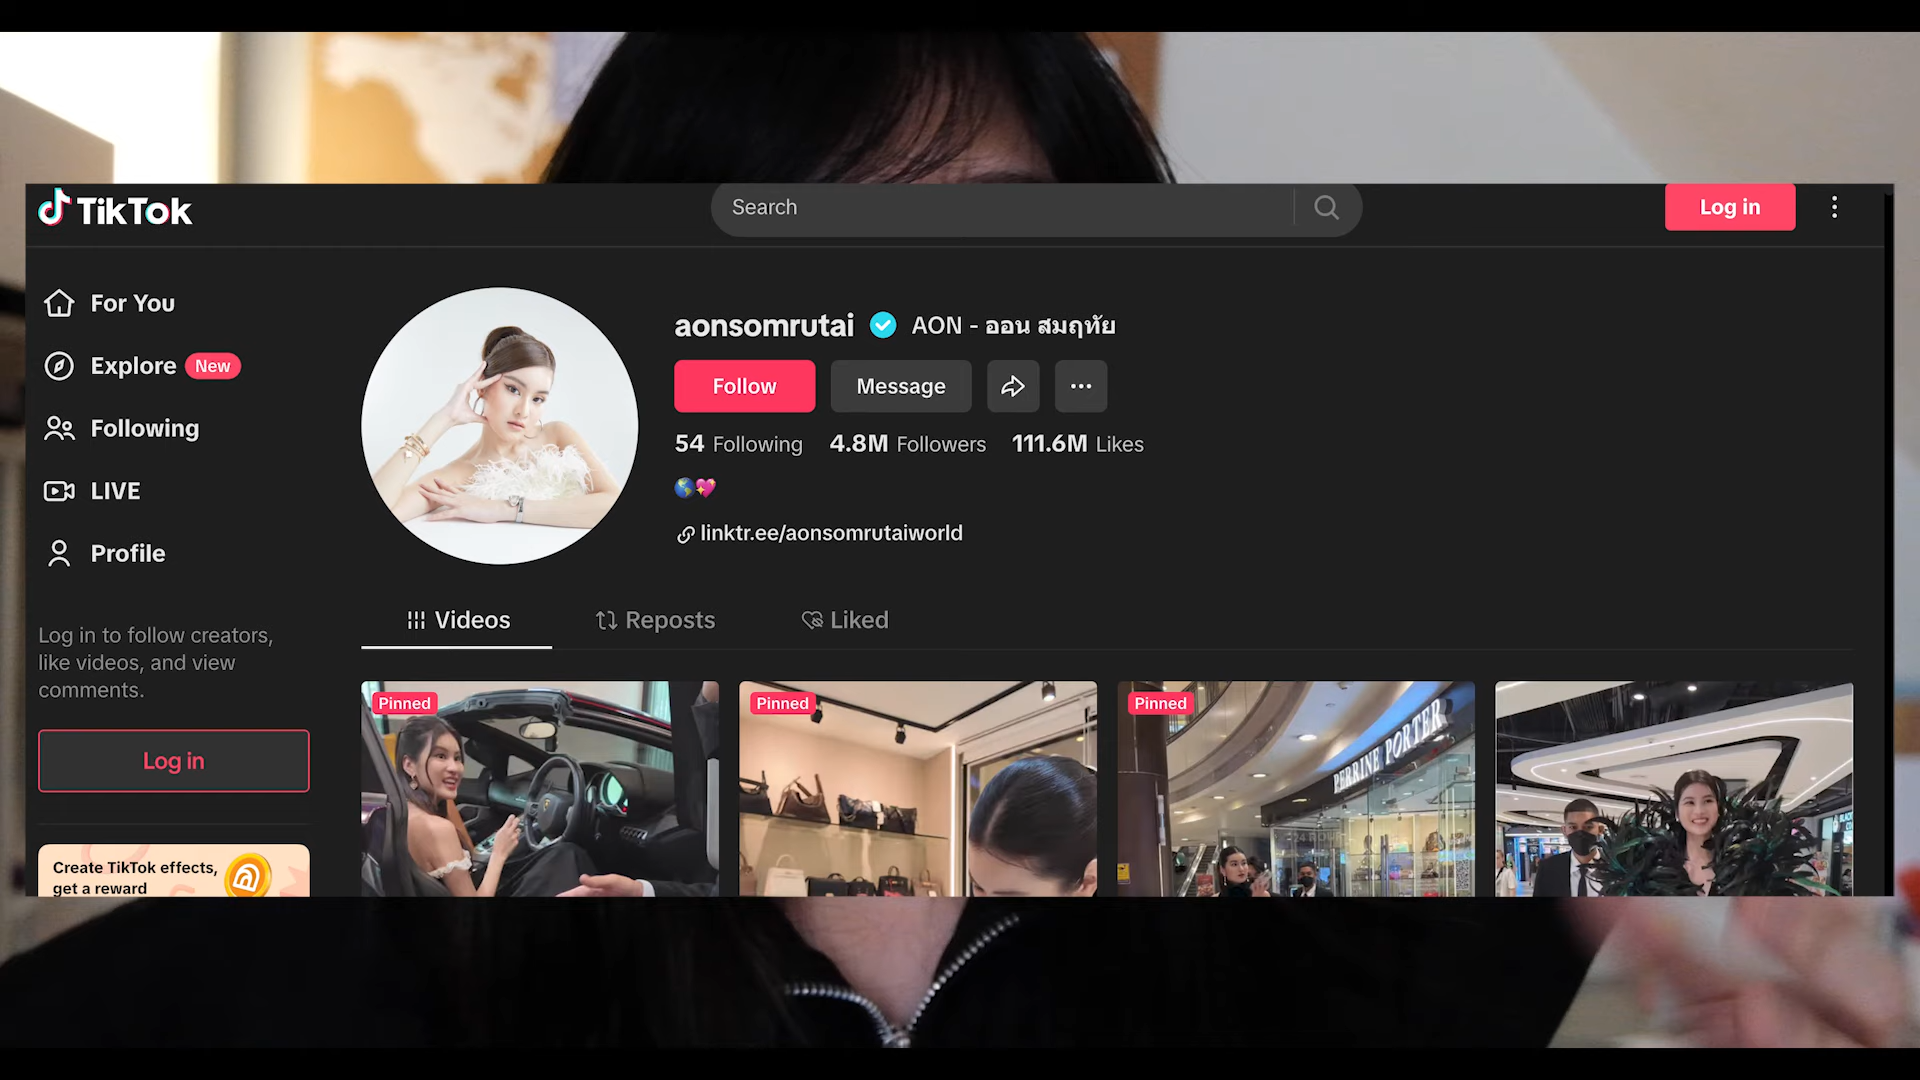 TikTok
Search
Log in
For You
Explore New
Following
LIVE
Profile
Log in to follow creators,
like videos, and view
comments.
Log in
Create TikTok effects,
get a reward
aonsomrutai AON - ออน สมฤทัย
Follow
Message
54 Following 4.8M Followers 111.6M Likes
linktr.ee/aonsomrutaiworld
Videos
Reposts
Liked
Pinned
Pinned
Pinned
PERRINE PORTER